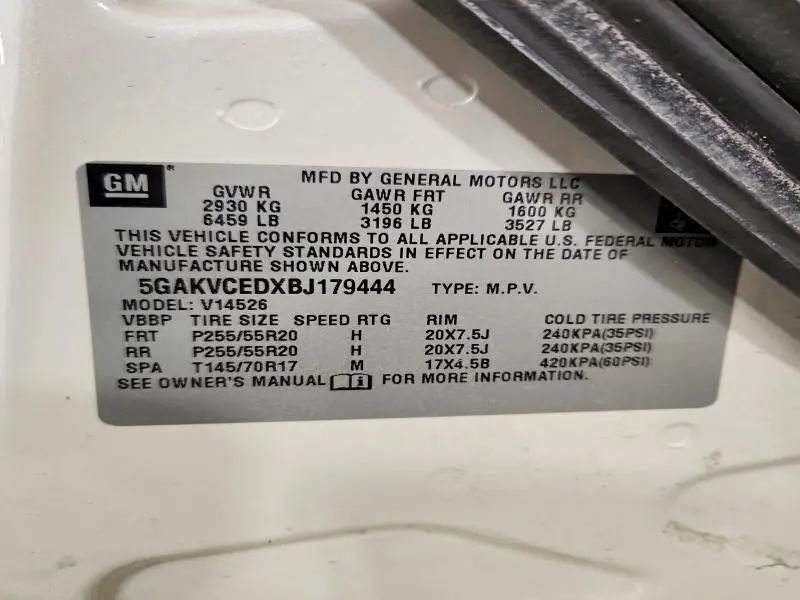 GM®
MFD BY GENERAL MOTORS LLC
GVWR GAWR FRT GAWR RR
2930 KG 1450 KG 1600 KG
6459 LB 3196 LB 3527 LB
THIS VEHICLE CONFORMS TO ALL APPLICABLE U.S. FEDERAL MOTOR
VEHICLE SAFETY STANDARDS IN EFFECT ON THE DATE OF
MANUFACTURE SHOWN ABOVE.
5GAKVCEDXBJ179444 TYPE: M.P.V.
MODEL: V14526
VBBP TIRE SIZE SPEED RTG RIM COLD TIRE PRESSURE
FRT P255/55R20 H 20X7.5J 240KPA(35PSI)
RR P255/55R20 H 20X7.5J 240KPA(35PSI)
SPA T145/70R17 M 17X4.5B 420KPA(60PSI)
SEE OWNER'S MANUAL FOR MORE INFORMATION.